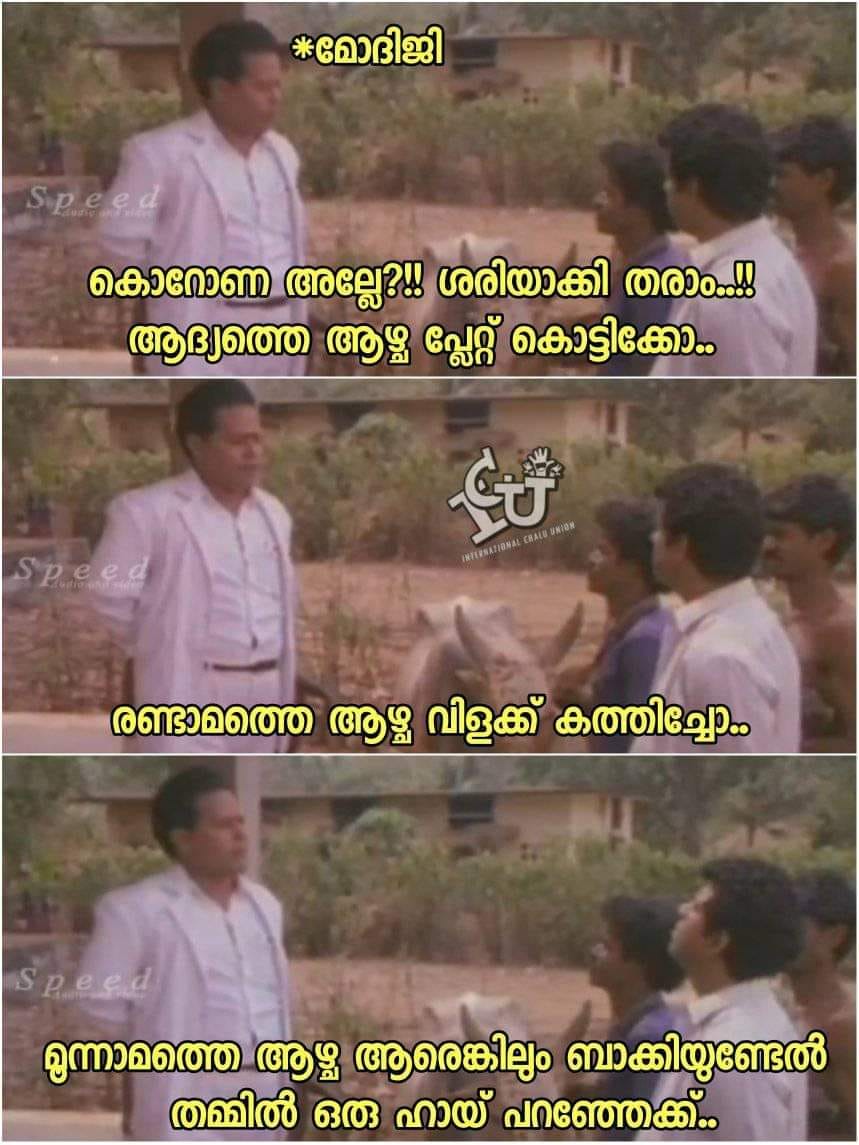 *മോദിജി
Speed
Audio and video
കൊറോണ അല്ലേ?!! ശരിയാക്കി തരാം..!!
ആദ്യത്തെ ആഴ്ച പ്ലേറ്റ് കൊട്ടിക്കോ..
ICU
INTERNATIONAL CHALU UNION
Speed
Audio and video
രണ്ടാമത്തെ ആഴ്ച വിളക്ക് കത്തിച്ചോ..
Speed
Audio and video
മൂന്നാമത്തെ ആഴ്ച ആരെങ്കിലും ബാക്കിയുണ്ടേൽ
തമ്മിൽ ഒരു ഹായ് പറഞ്ഞേക്ക്..